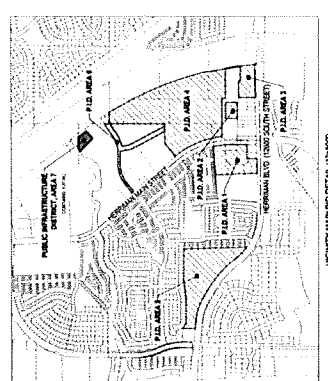 P.I.D. AREA 6
PUBLIC INFRASTRUCTURE
DISTRICT AREA 7
P.I.D. AREA 4
P.I.D. AREA 3
P.I.D. AREA 2
P.I.D. AREA 1
HERRIMAN MAIN STREET
HERRIMAN BLVD (12600 SOUTH STREET)
P.I.D. AREA